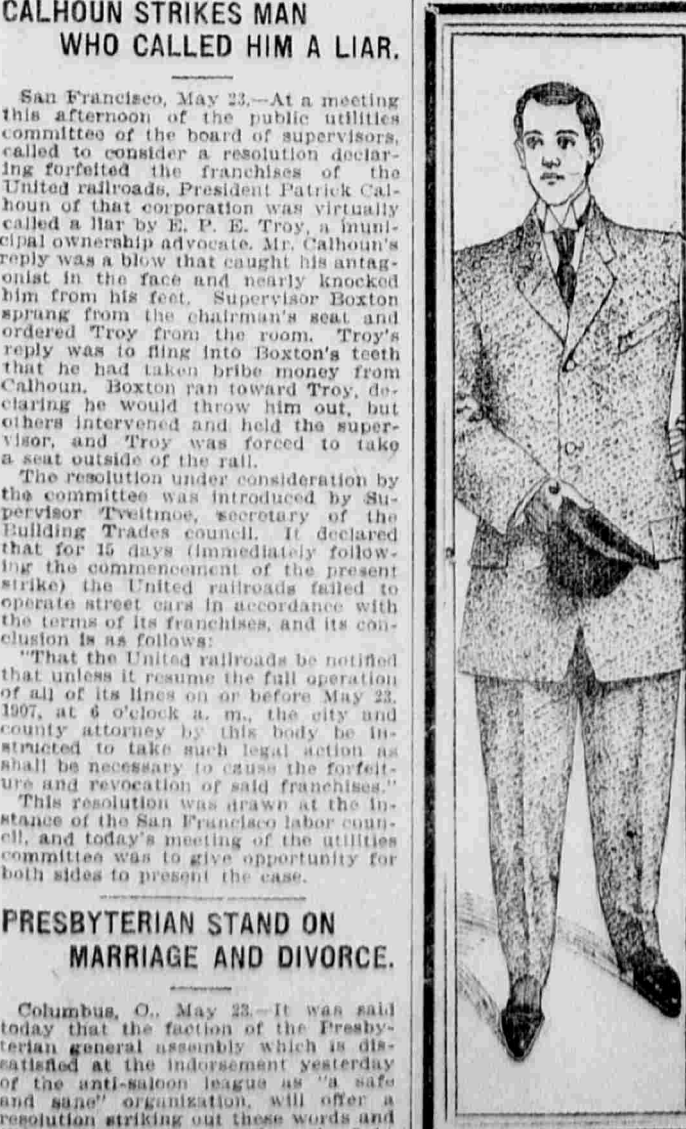 CALHOUN STRIKES MAN
WHO CALLED HIM A LIAR.
San Francisco, May 23.—At a meeting
this afternoon of the public utilities
committee of the board of supervisors,
called to consider a resolution declar-
ing forfeited the franchises of the
United railroads, President Patrick Cal-
houn of that corporation was virtually
called a liar by E. P. E. Troy, a muni-
cipal ownership advocate. Mr. Calhoun's
reply was a blow that caught his antag-
onist in the face and nearly knocked
him from his feet. Supervisor Boxton
sprang from the chairman's seat and
ordered Troy from the room. Troy's
reply was to fling into Boxton's teeth
that he had taken bribe money from
Calhoun. Boxton ran toward Troy, de-
claring he would throw him out, but
others intervened and held the super-
visor, and Troy was forced to take
a seat outside of the rail.
The resolution under consideration by
the committee was introduced by Su-
pervisor Tveitmoe, secretary of the
Building Trades council. It declared
that for 15 days (immediately follow-
ing the commencement of the present
strike) the United railroads failed to
operate street cars in accordance with
the terms of its franchises, and its con-
clusion is as follows:
"That the United railroads be notified
that unless it resume the full operation
of all of its lines on or before May 23,
1907, at 6 o'clock a. m., the city and
county attorney by this body be in-
structed to take such legal action as
shall be necessary to cause the forfeit-
ure and revocation of said franchises."
This resolution was drawn at the in-
stance of the San Francisco labor coun-
cil, and today's meeting of the utilities
committee was to give opportunity for
both sides to present the case.
PRESBYTERIAN STAND ON
MARRIAGE AND DIVORCE.
Columbus, O., May 23.—It was said
today that the faction of the Presby-
terian general assembly which is dis-
satisfied at the indorsement yesterday
of the anti-saloon league as "a safe
and sane" organization, will offer a
resolution striking out these words and